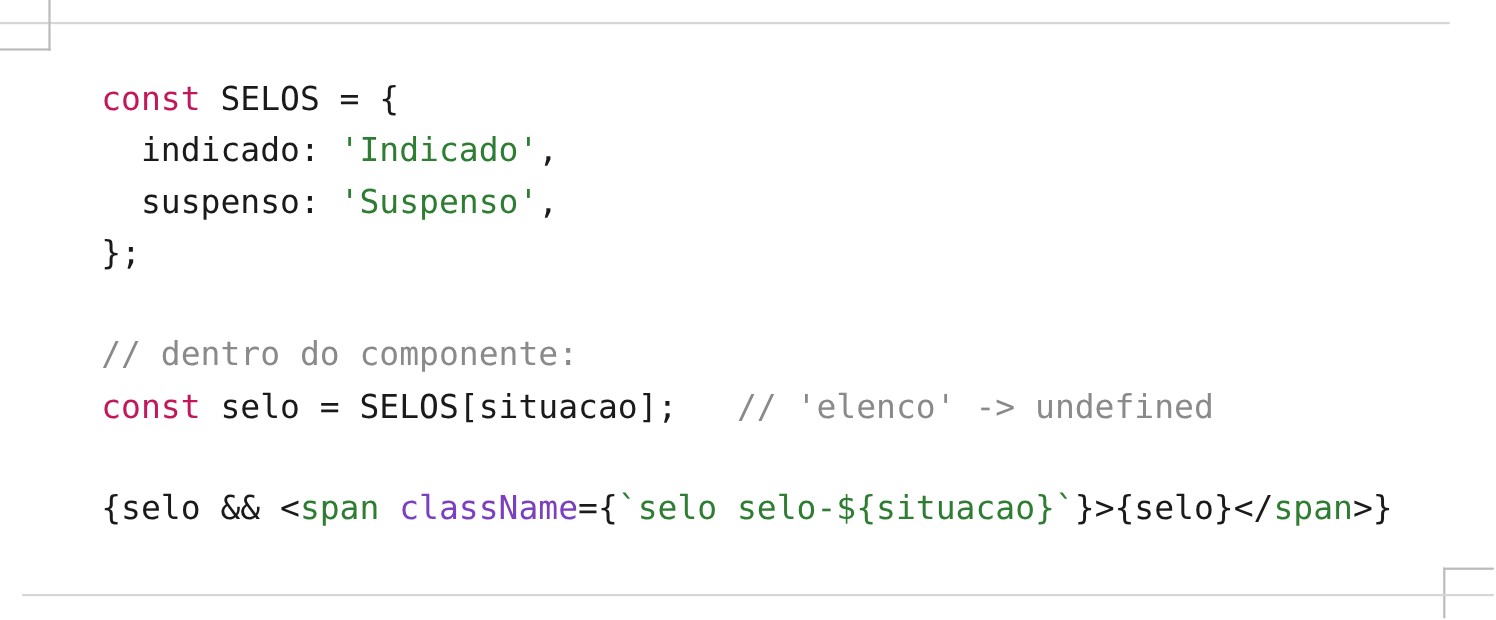 const SELOS = {
  indicado: 'Indicado',
  suspenso: 'Suspenso',
};
// dentro do componente:
const selo = SELOS[situacao];   // 'elenco' -> undefined
{selo && <span className={`selo selo-${situacao}`}>{selo}</span>}